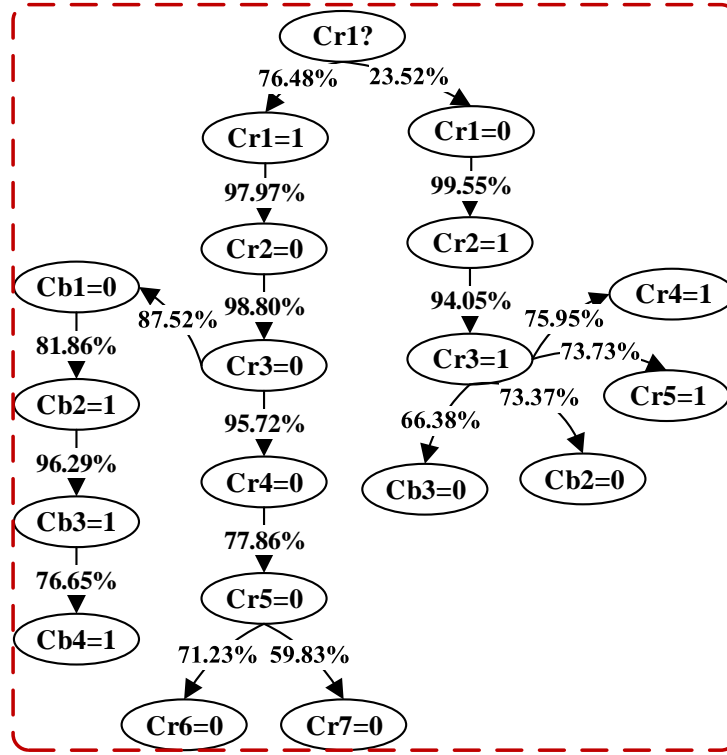 Cr1?
76.48% 23.52%
Cr1=1 Cr1=0
97.97% 99.55%
Cr2=0 Cr2=1
Cb1=0 98.80% 94.05% Cr4=1
87.52% 75.95%
81.86% Cr3=0 Cr3=1 73.73%
Cb2=1 Cr5=1
95.72% 66.38% 73.37%
96.29% Cr4=0 Cb3=0 Cb2=0
Cb3=1
77.86%
76.65% Cr5=0
Cb4=1
71.23% 59.83%
Cr6=0 Cr7=0